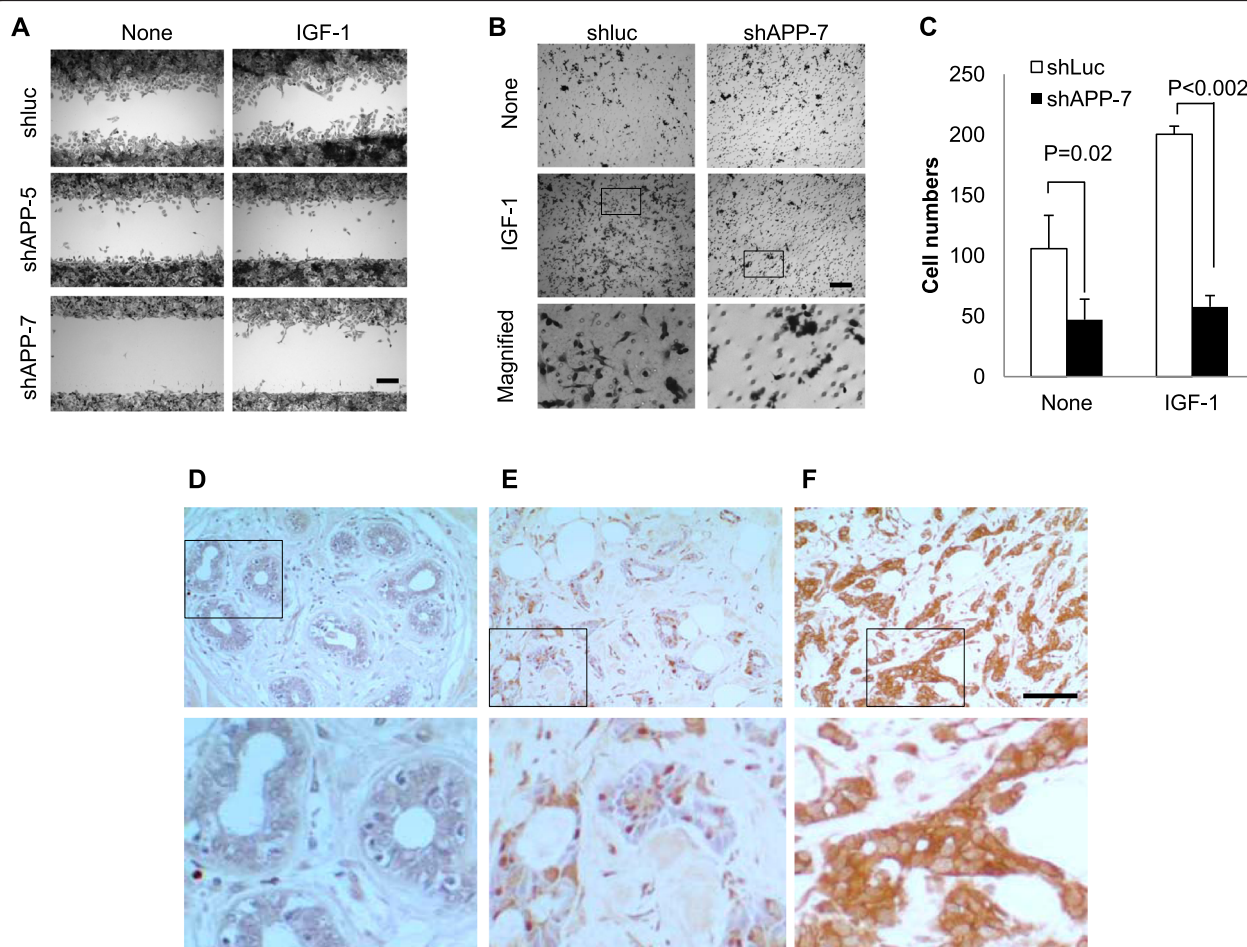 A
None
IGF-1
shluc
shAPP-5
shAPP-7
B
shluc
shAPP-7
None
IGF-1
Magnified
C
shLuc
shAPP-7
P<0.002
P=0.02
Cell numbers
250
200
150
100
50
0
None
IGF-1
D
E
F